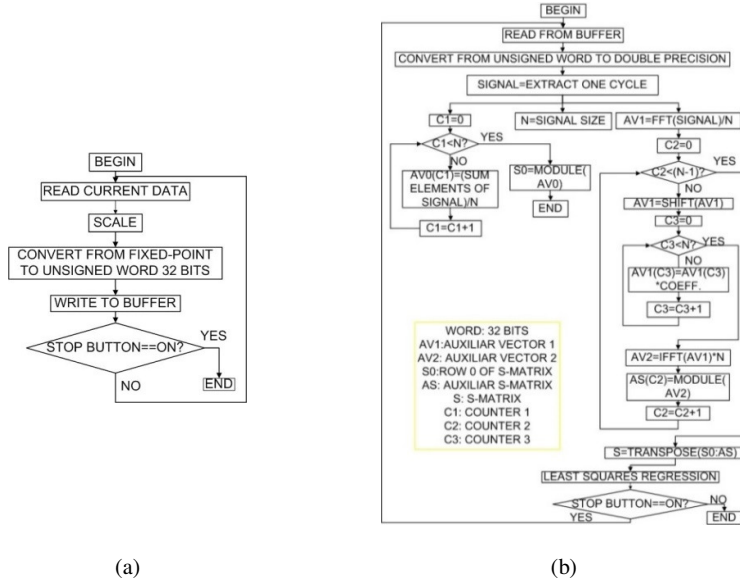 BEGIN
READ CURRENT DATA
SCALE
CONVERT FROM FIXED-POINT
TO UNSIGNED WORD 32 BITS
WRITE TO BUFFER
STOP BUTTON==ON?
YES
END
NO
(a)
BEGIN
READ FROM BUFFER
CONVERT FROM UNSIGNED WORD TO DOUBLE PRECISION
SIGNAL=EXTRACT ONE CYCLE
C1=0
C1<N?
YES
NO
AV0(C1)=(SUM
ELEMENTS OF
SIGNAL)/N
C1=C1+1
S0=MODULE(
AV0)
END
N=SIGNAL SIZE
AV1=FFT(SIGNAL)/N
C2=0
C2<(N-1)?
YES
NO
AV1=SHIFT(AV1)
C3=0
C3<N?
YES
NO
AV1(C3)=AV1(C3)
*COEFF.
C3=C3+1
AV2=IFFT(AV1)*N
AS(C2)=MODULE(
AV2)
C2=C2+1
WORD: 32 BITS
AV1:AUXILIAR VECTOR 1
AV2: AUXILIAR VECTOR 2
S0:ROW 0 OF S-MATRIX
AS: AUXILIAR S-MATRIX
S: S-MATRIX
C1: COUNTER 1
C2: COUNTER 2
C3: COUNTER 3
S=TRANSPOSE(S0:AS)
LEAST SQUARES REGRESSION
STOP BUTTON==ON?
NO
YES
END
(b)